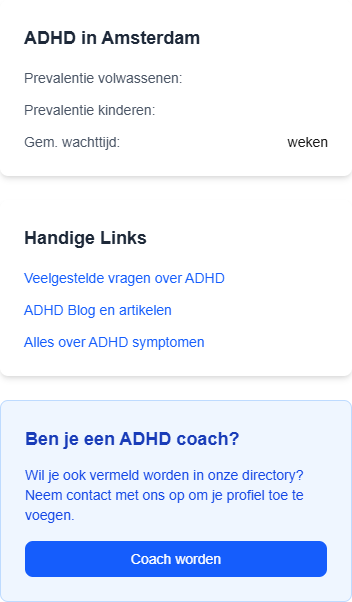 ADHD in Amsterdam
Prevalentie volwassenen:
Prevalentie kinderen:
Gem. wachttijd: weken
Handige Links
Veelgestelde vragen over ADHD
ADHD Blog en artikelen
Alles over ADHD symptomen
Ben je een ADHD coach?
Wil je ook vermeld worden in onze directory?
Neem contact met ons op om je profiel toe te
voegen.
Coach worden